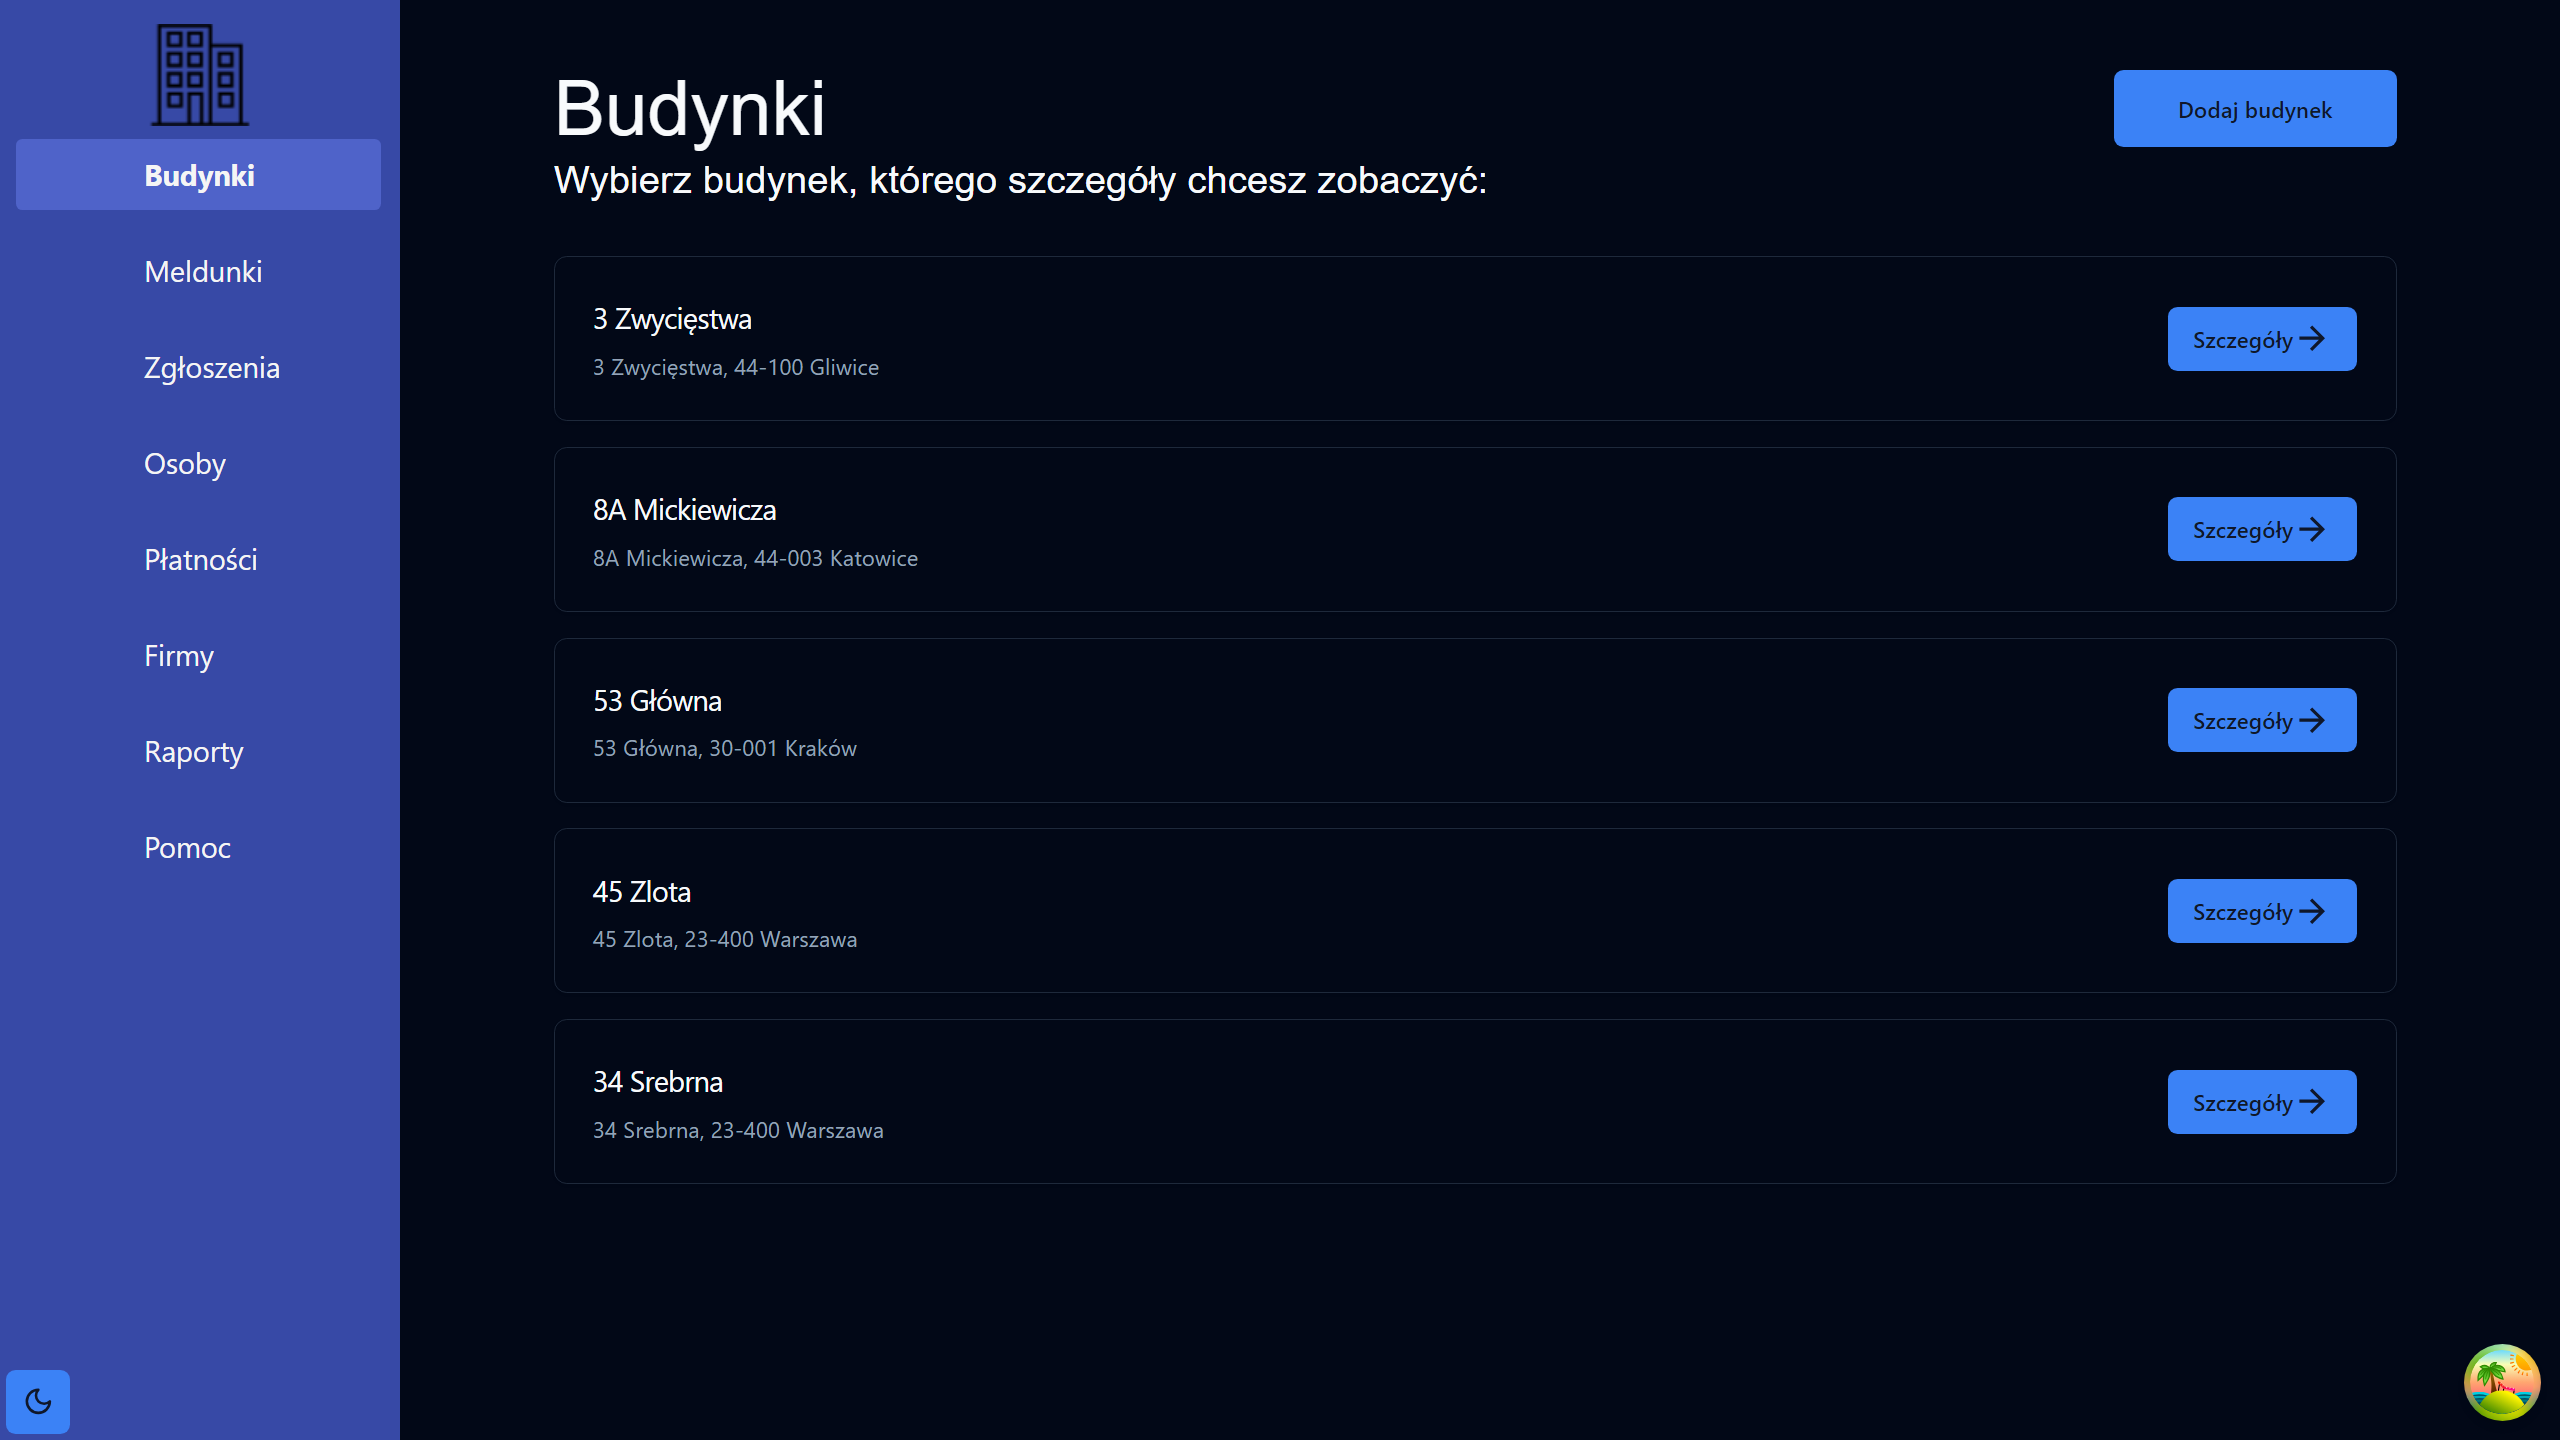 Budynki
Meldunki
Zgłoszenia
Osoby
Płatności
Firmy
Raporty
Pomoc
Budynki
Dodaj budynek
Wybierz budynek, którego szczegóły chcesz zobaczyć:
3 Zwycięstwa
3 Zwycięstwa, 44-100 Gliwice
Szczegóły
8A Mickiewicza
8A Mickiewicza, 44-003 Katowice
Szczegóły
53 Główna
53 Główna, 30-001 Kraków
Szczegóły
45 Zlota
45 Zlota, 23-400 Warszawa
Szczegóły
34 Srebrna
34 Srebrna, 23-400 Warszawa
Szczegóły